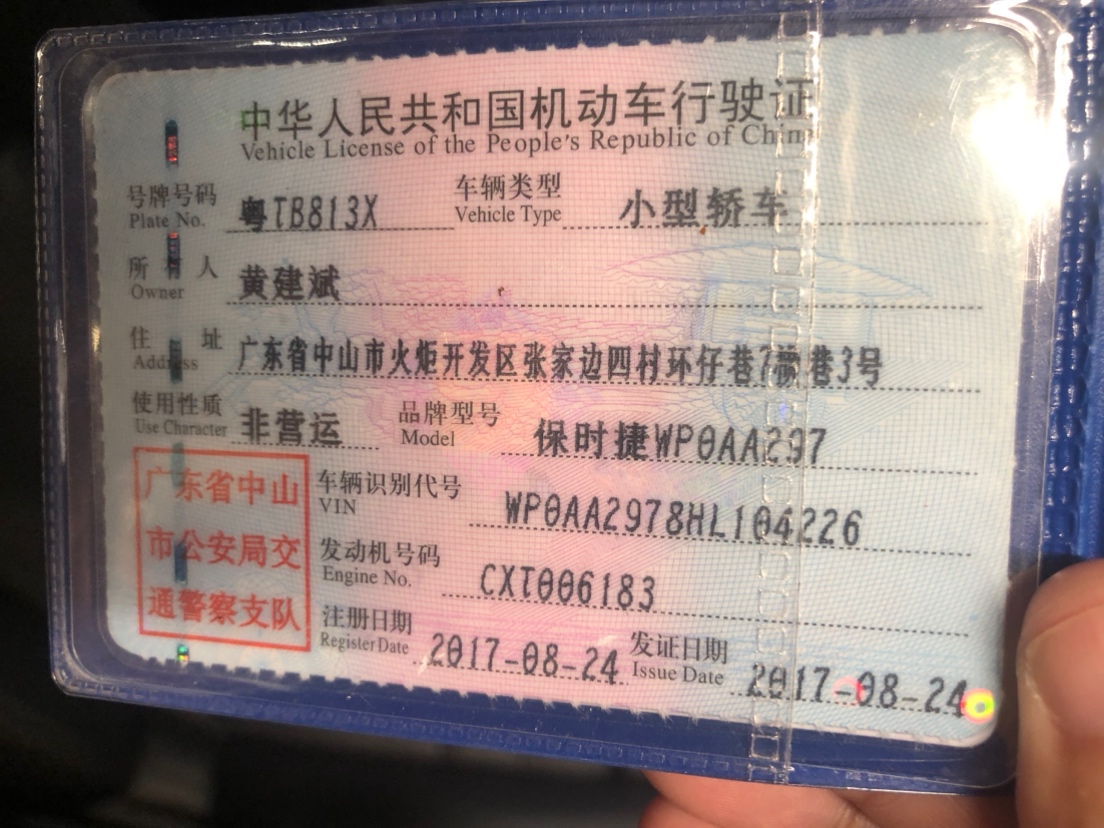 中华人民共和国机动车行驶证
Vehicle License of the People's Republic of China
号牌号码 粤TB813X 车辆类型 小型轿车
Plate No. Vehicle Type
所有人 黄建斌
Owner
住址 广东省中山市火炬开发区张家边四村环仔巷7横巷3号
Address
使用性质 非营运 品牌型号 保时捷WP0AA297
Use Character Model
广东省中山
市公安局交
通警察支队
车辆识别代号 WP0AA2978HL104226
VIN
发动机号码 CXT006183
Engine No.
注册日期 2017-08-24 发证日期 2017-08-24
Register Date Issue Date